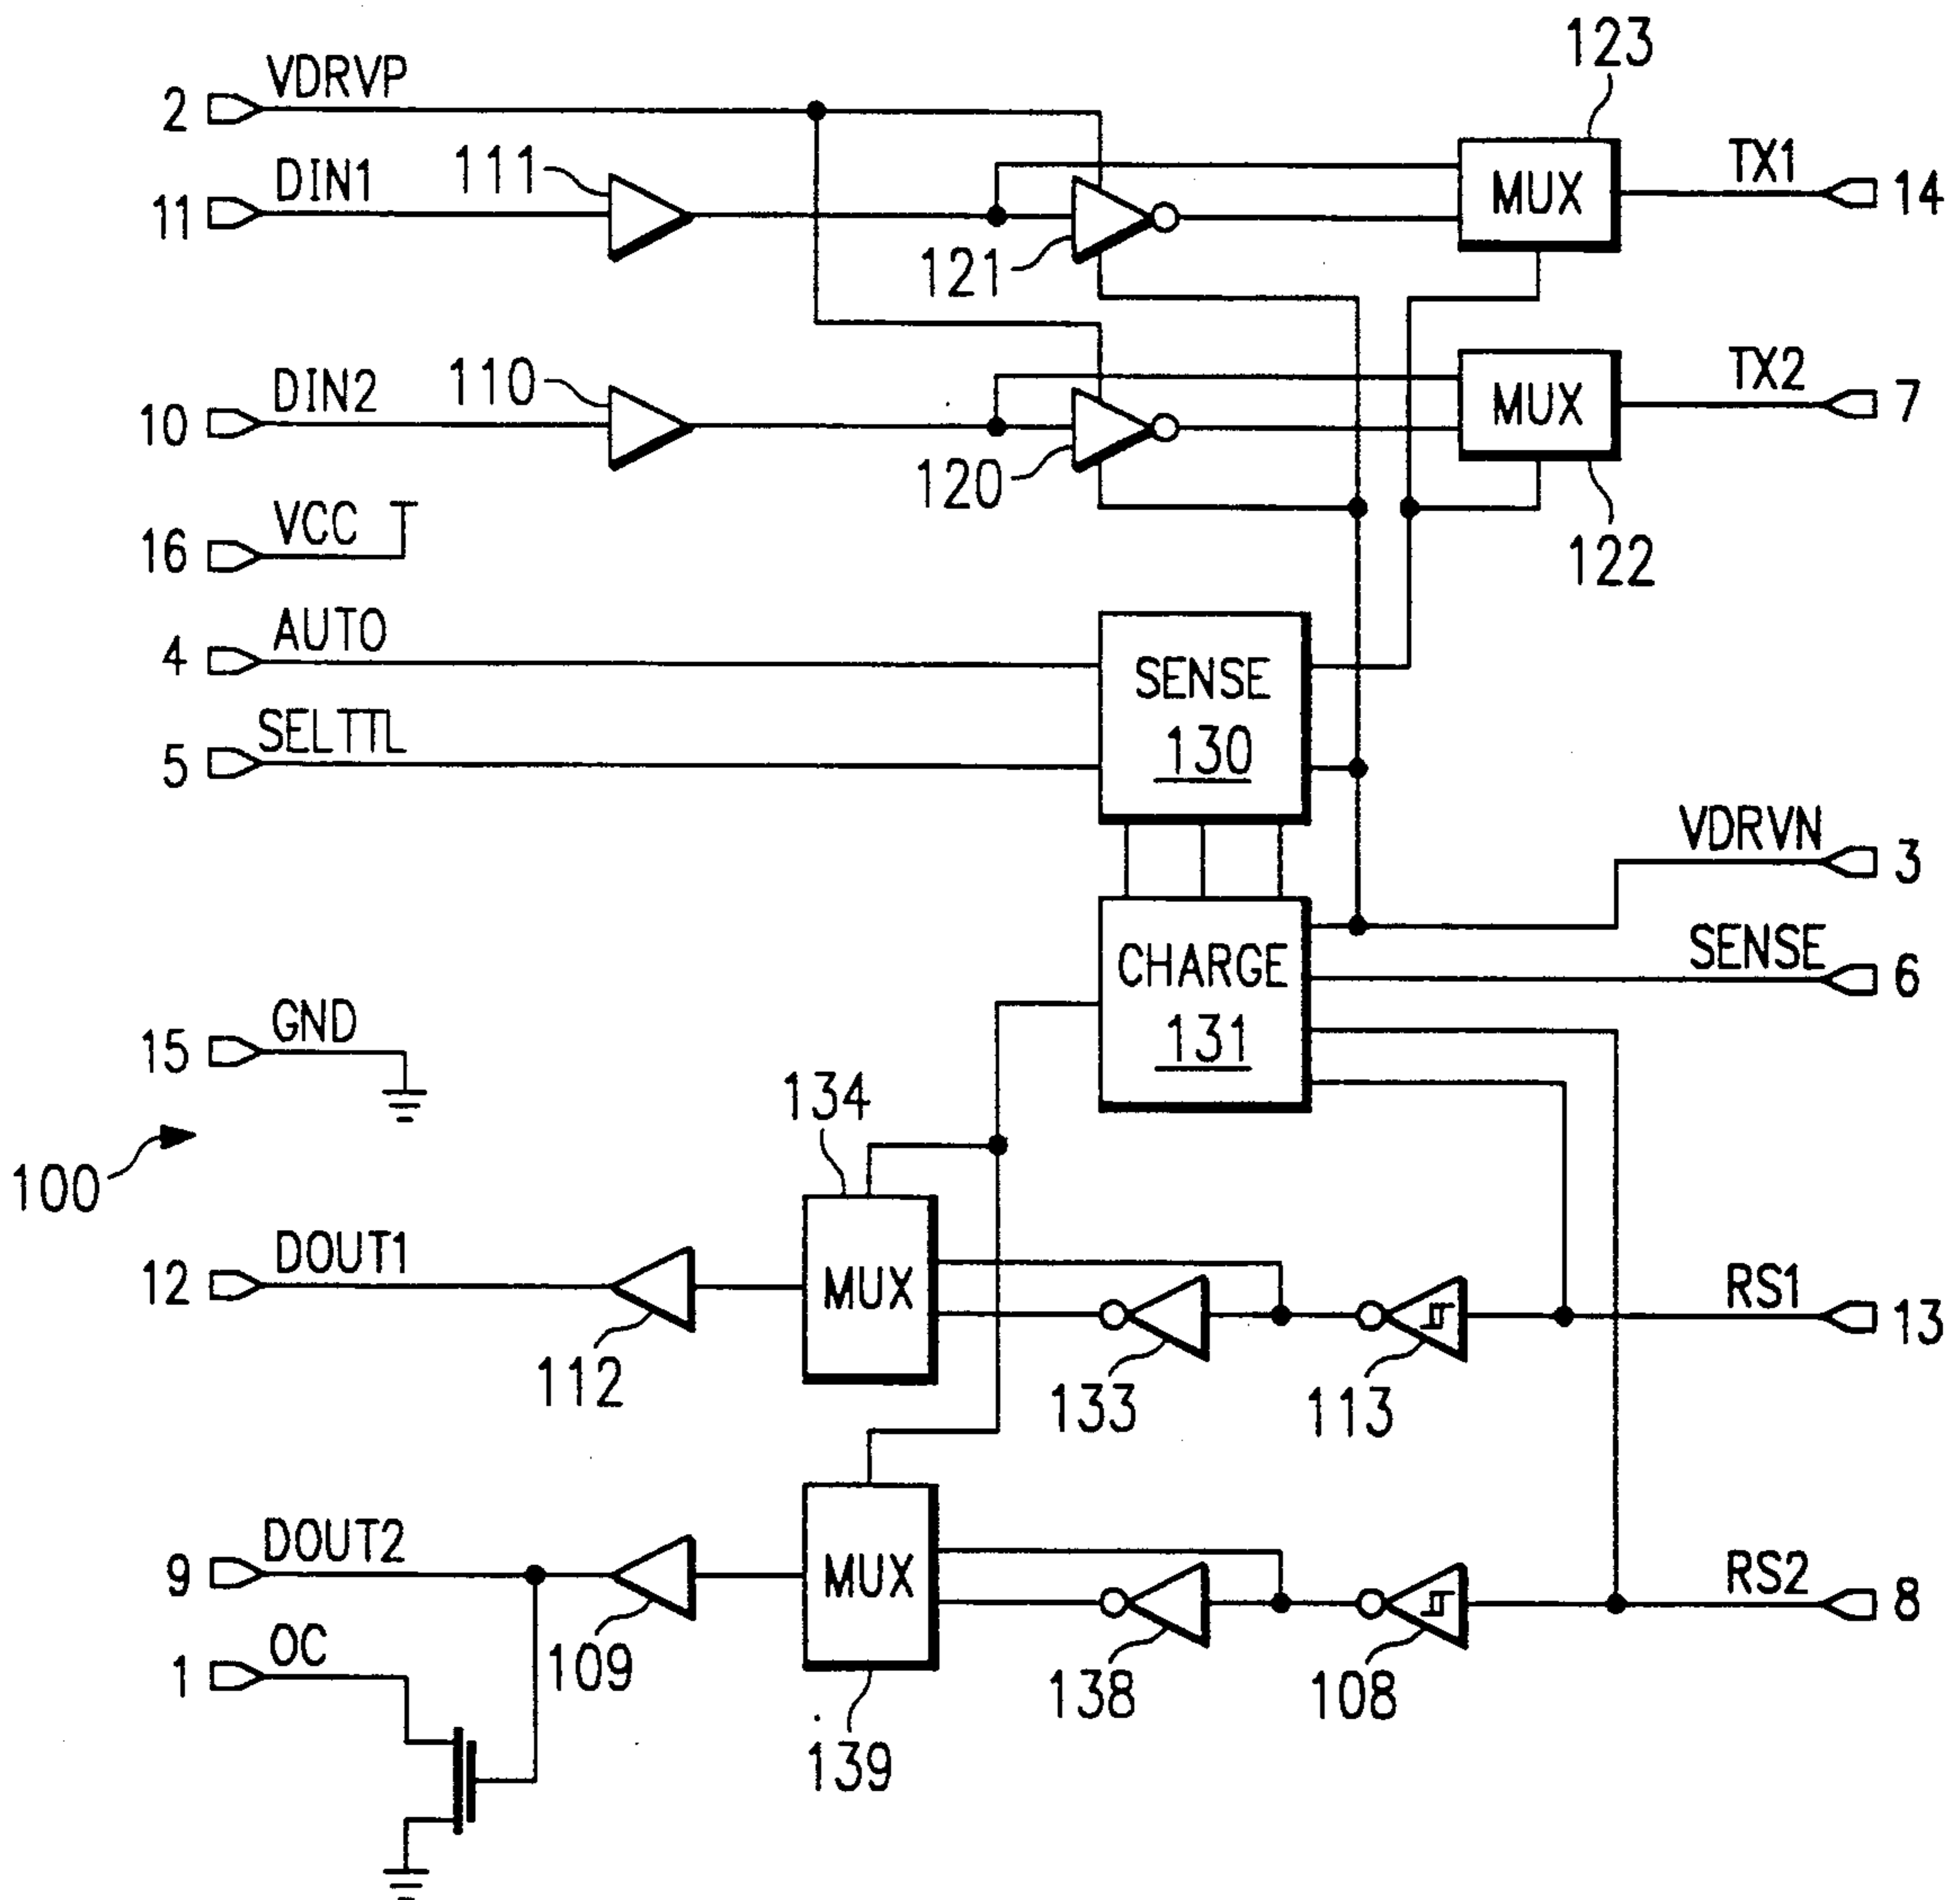 123
2 VDRVP
11 DIN1 111 MUX TX1 14
121
10 DIN2 110 MUX TX2 7
120
16 VCC
122
4 AUTO
SENSE
130
5 SELTTL
VDRVN 3
CHARGE
131
SENSE 6
15 GND
134
100
12 DOUT1 MUX RS1 13
112 133 113
9 DOUT2 MUX RS2 8
1 OC 109 138 108
139